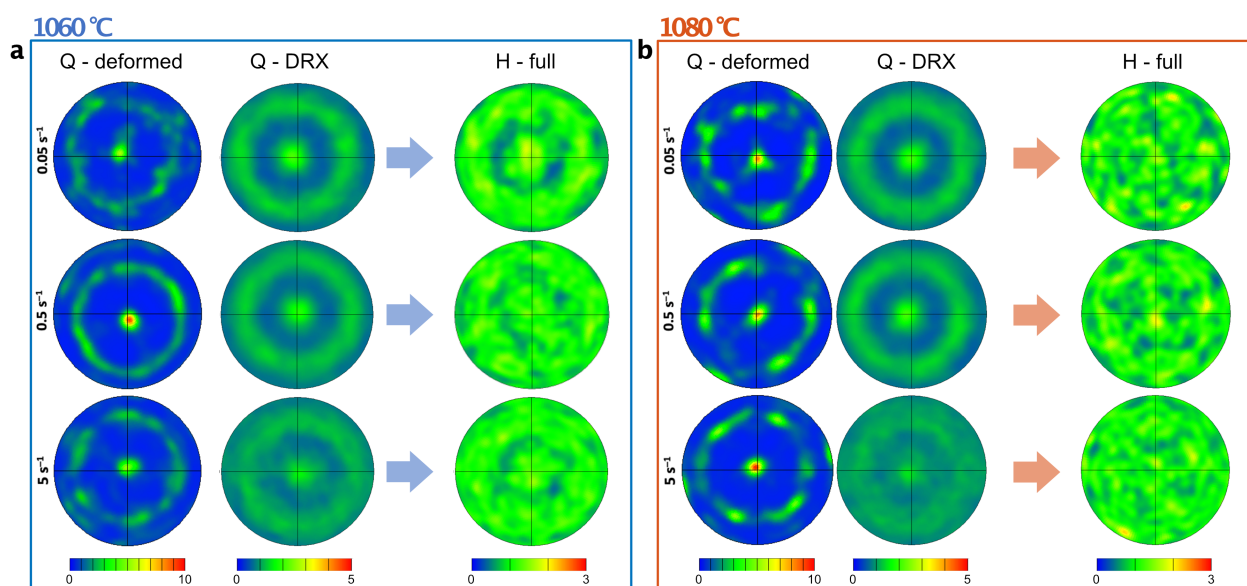 1060 °C
1080 °C
a
Q - deformed
Q - DRX
H - full
b
Q - deformed
Q - DRX
H - full
0.05 s⁻¹
0.05 s⁻¹
0.5 s⁻¹
0.5 s⁻¹
5 s⁻¹
5 s⁻¹
0 10
0 5
0 3
0 10
0 5
0 3